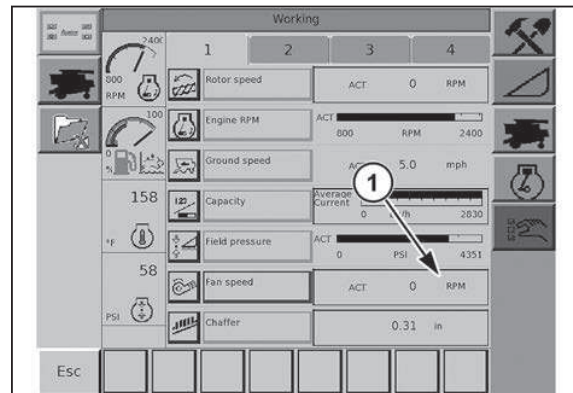 Working
2400
1 2 3 4
800
RPM
Rotor speed ACT 0 RPM
100
Engine RPM ACT
800 RPM 2400
0
%
Ground speed 5.0 mph
1
158
°F
123 Capacity Average
Current 0 2830
Field pressure ACT
0 PSI 4351
58
PSI
Fan speed ACT 0 RPM
Chaffer 0.31 in
Esc